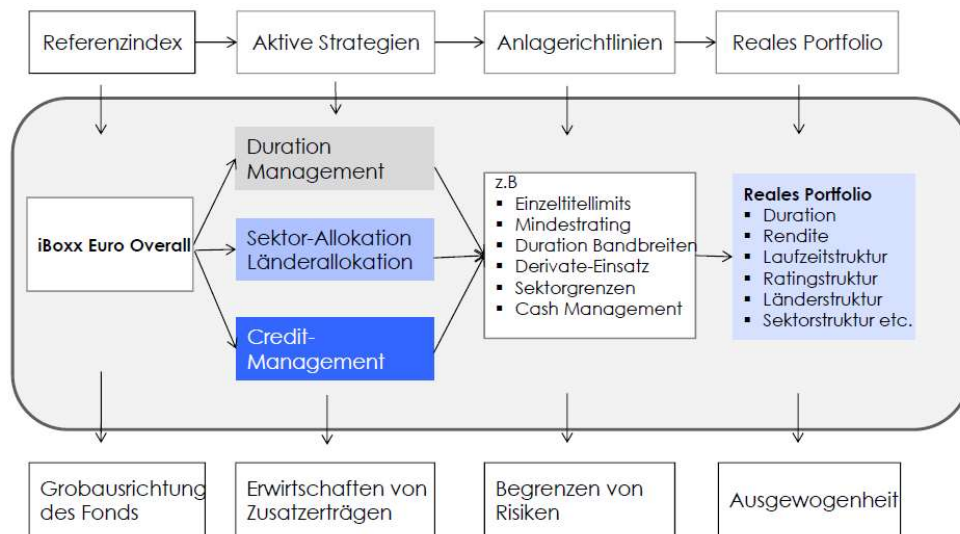 Referenzindex
Aktive Strategien
Anlagerichtlinien
Reales Portfolio
iBoxx Euro Overall
Duration
Management
Sektor-Allokation
Länderallokation
Credit-
Management
z.B
▪ Einzeltitellimits
▪ Mindestrating
▪ Duration Bandbreiten
▪ Derivate-Einsatz
▪ Sektorgrenzen
▪ Cash Management
Reales Portfolio
▪ Duration
▪ Rendite
▪ Laufzeitstruktur
▪ Ratingstruktur
▪ Länderstruktur
▪ Sektorstruktur etc.
Grobausrichtung
des Fonds
Erwirtschaften von
Zusatzerträgen
Begrenzen von
Risiken
Ausgewogenheit